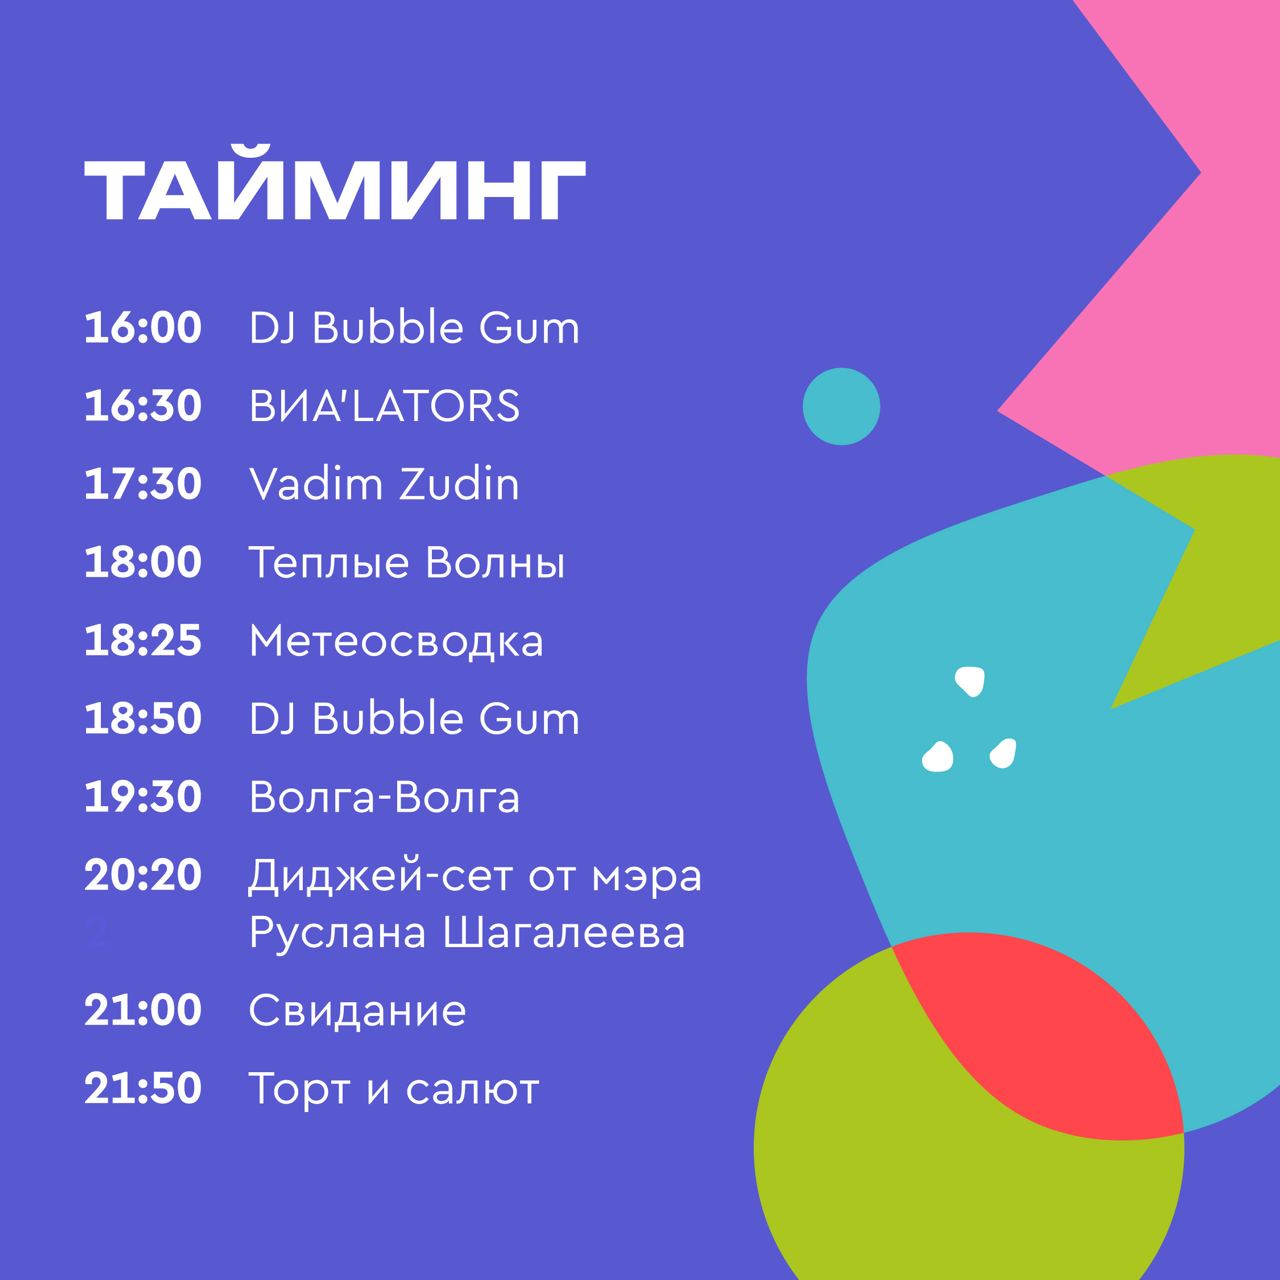 ТАЙМИНГ
16:00 DJ Bubble Gum
16:30 ВИА'LATORS
17:30 Vadim Zudin
18:00 Теплые Волны
18:25 Метеосводка
18:50 DJ Bubble Gum
19:30 Волга-Волга
20:20 Диджей-сет от мэра
2 Руслана Шагалеева
21:00 Свидание
21:50 Торт и салют